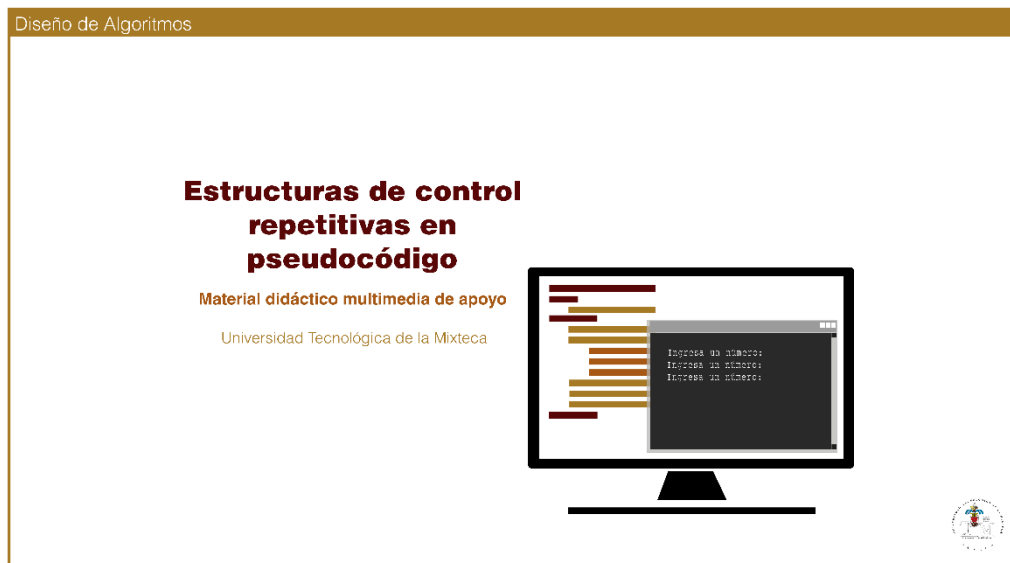 Diseño de Algoritmos
Estructuras de control
repetitivas en
pseudocódigo
Material didáctico multimedia de apoyo
Universidad Tecnológica de la Mixteca
Ingresa un número:
Ingresa un número:
Ingresa un número: